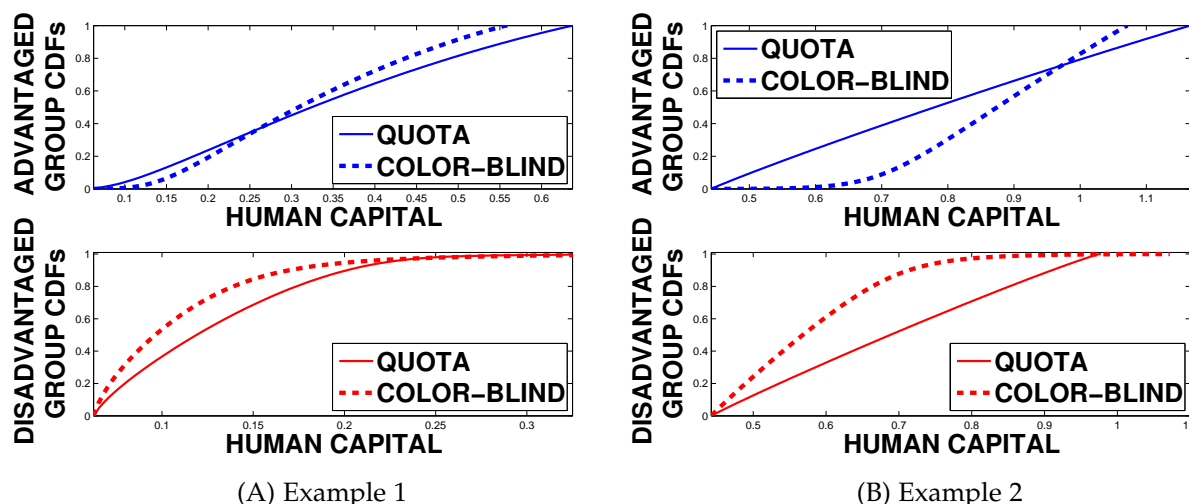 ADVANTAGED
GROUP CDFs
1
0.8
0.6
0.4
0.2
0
0.1 0.15 0.2 0.25 0.3 0.35 0.4 0.45 0.5 0.55 0.6
QUOTA
COLOR−BLIND
HUMAN CAPITAL
DISADVANTAGED
GROUP CDFs
1
0.8
0.6
0.4
0.2
0
0.1 0.15 0.2 0.25 0.3
QUOTA
COLOR−BLIND
HUMAN CAPITAL
(A) Example 1
ADVANTAGED
GROUP CDFs
1
0.8
0.6
0.4
0.2
0
0.5 0.6 0.7 0.8 0.9 1 1.1
QUOTA
COLOR−BLIND
HUMAN CAPITAL
DISADVANTAGED
GROUP CDFs
1
0.8
0.6
0.4
0.2
0
0.5 0.6 0.7 0.8 0.9 1
QUOTA
COLOR−BLIND
HUMAN CAPITAL
(B) Example 2